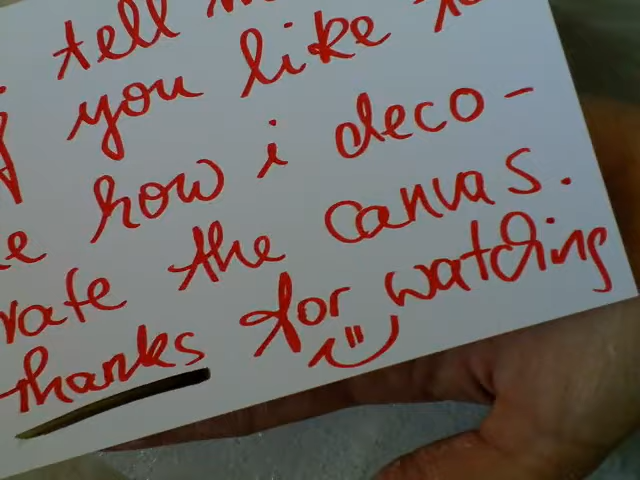 tell
you like
how i deco-
rate the canvas.
thanks for watching